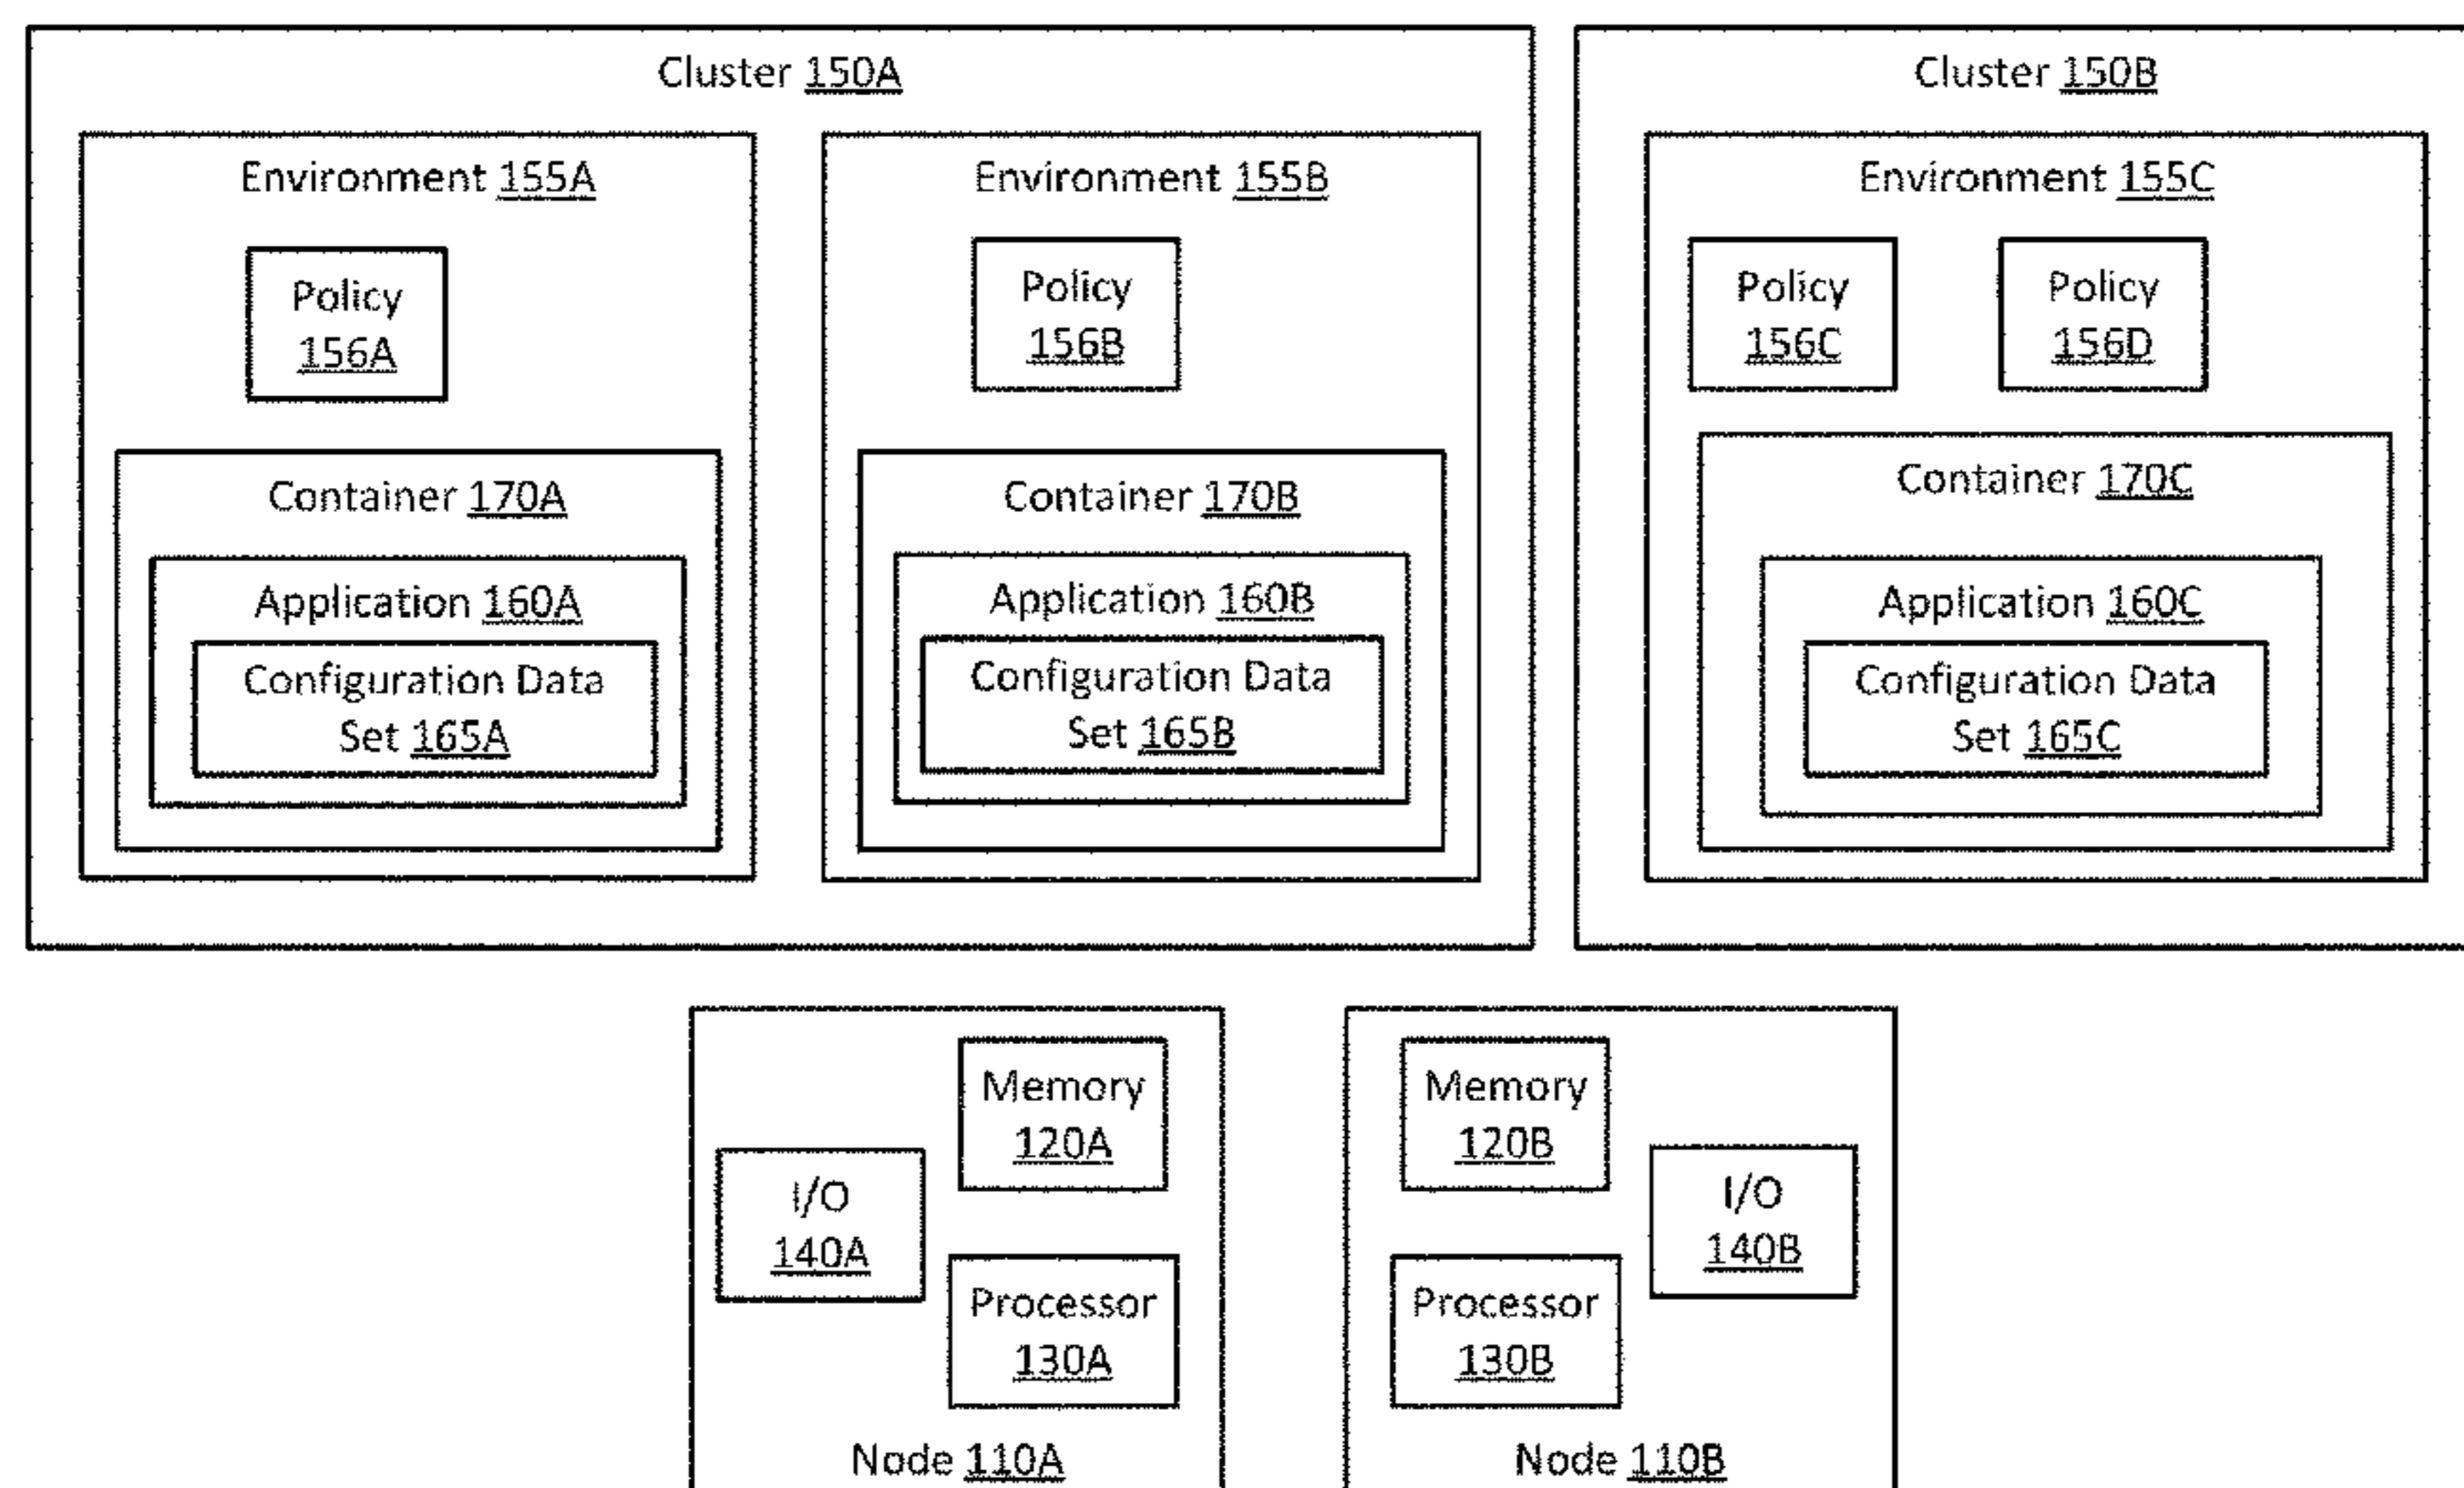 Cluster 150A
Environment 155A
Policy
156A
Container 170A
Application 160A
Configuration Data
Set 165A
Environment 155B
Policy
156B
Container 170B
Application 160B
Configuration Data
Set 165B
Cluster 150B
Environment 155C
Policy
156C
Policy
156D
Container 170C
Application 160C
Configuration Data
Set 165C
Memory
120A
I/O
140A
Processor
130A
Node 110A
Memory
120B
I/O
140B
Processor
130B
Node 110B